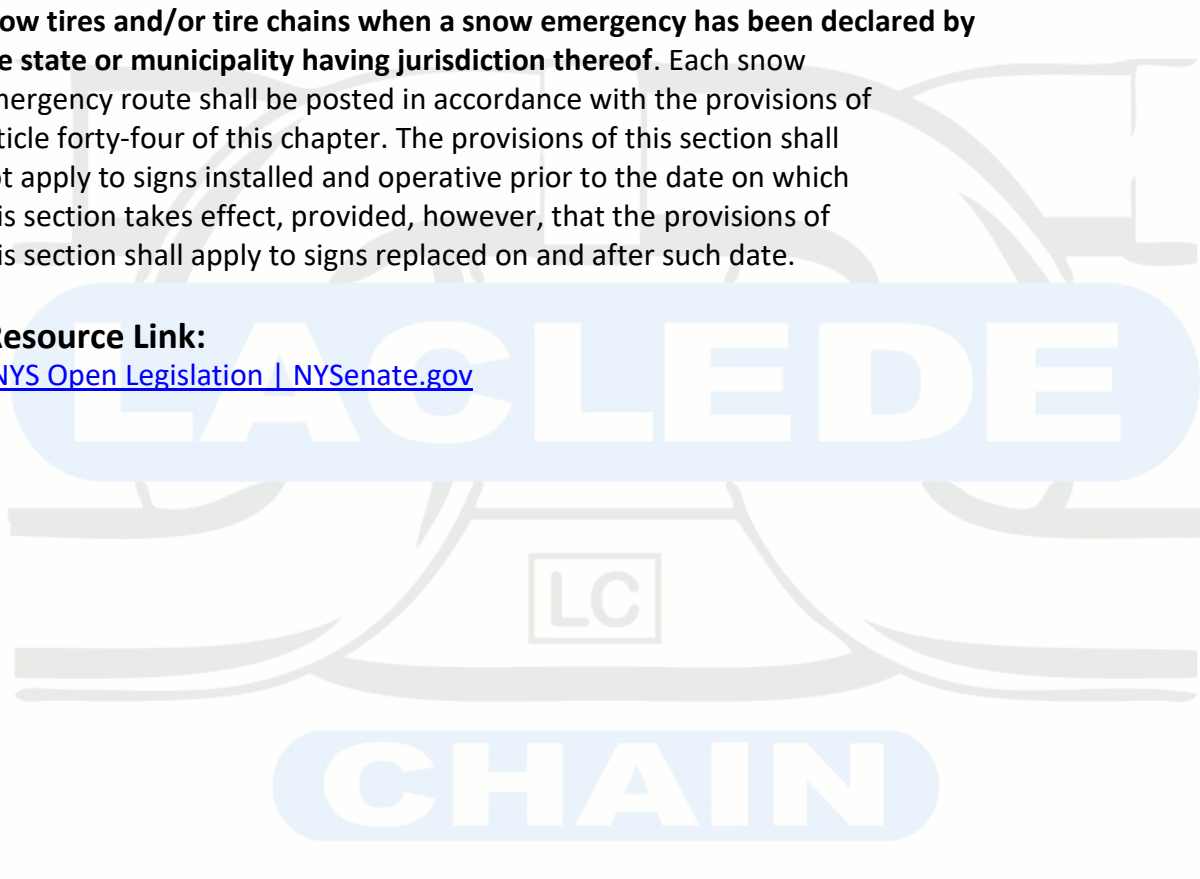 ow tires and/or tire chains when a snow emergency has been declared by
e state or municipality having jurisdiction thereof. Each snow
mergency route shall be posted in accordance with the provisions of
ticle forty-four of this chapter. The provisions of this section shall
t apply to signs installed and operative prior to the date on which
is section takes effect, provided, however, that the provisions of
is section shall apply to signs replaced on and after such date.
Resource Link:
NYS Open Legislation | NYSenate.gov
LACLEDE
LC
CHAIN